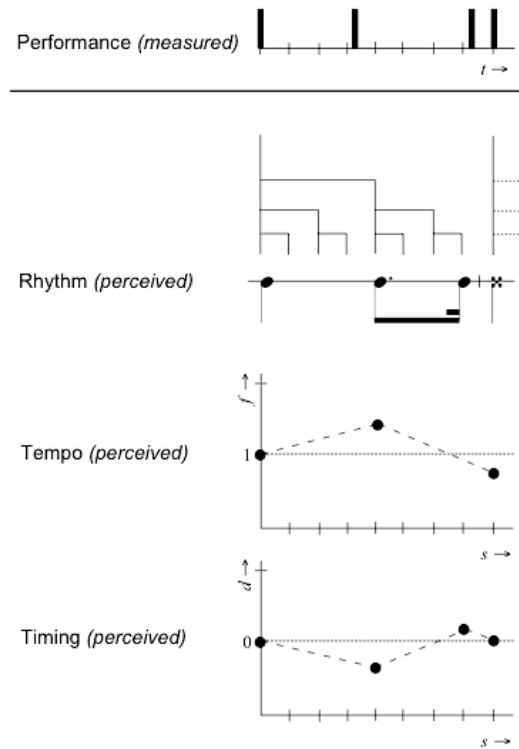 Performance (measured)
t →
Rhythm (perceived)
f →
Tempo (perceived)
1
s →
d →
Timing (perceived)
0
s →